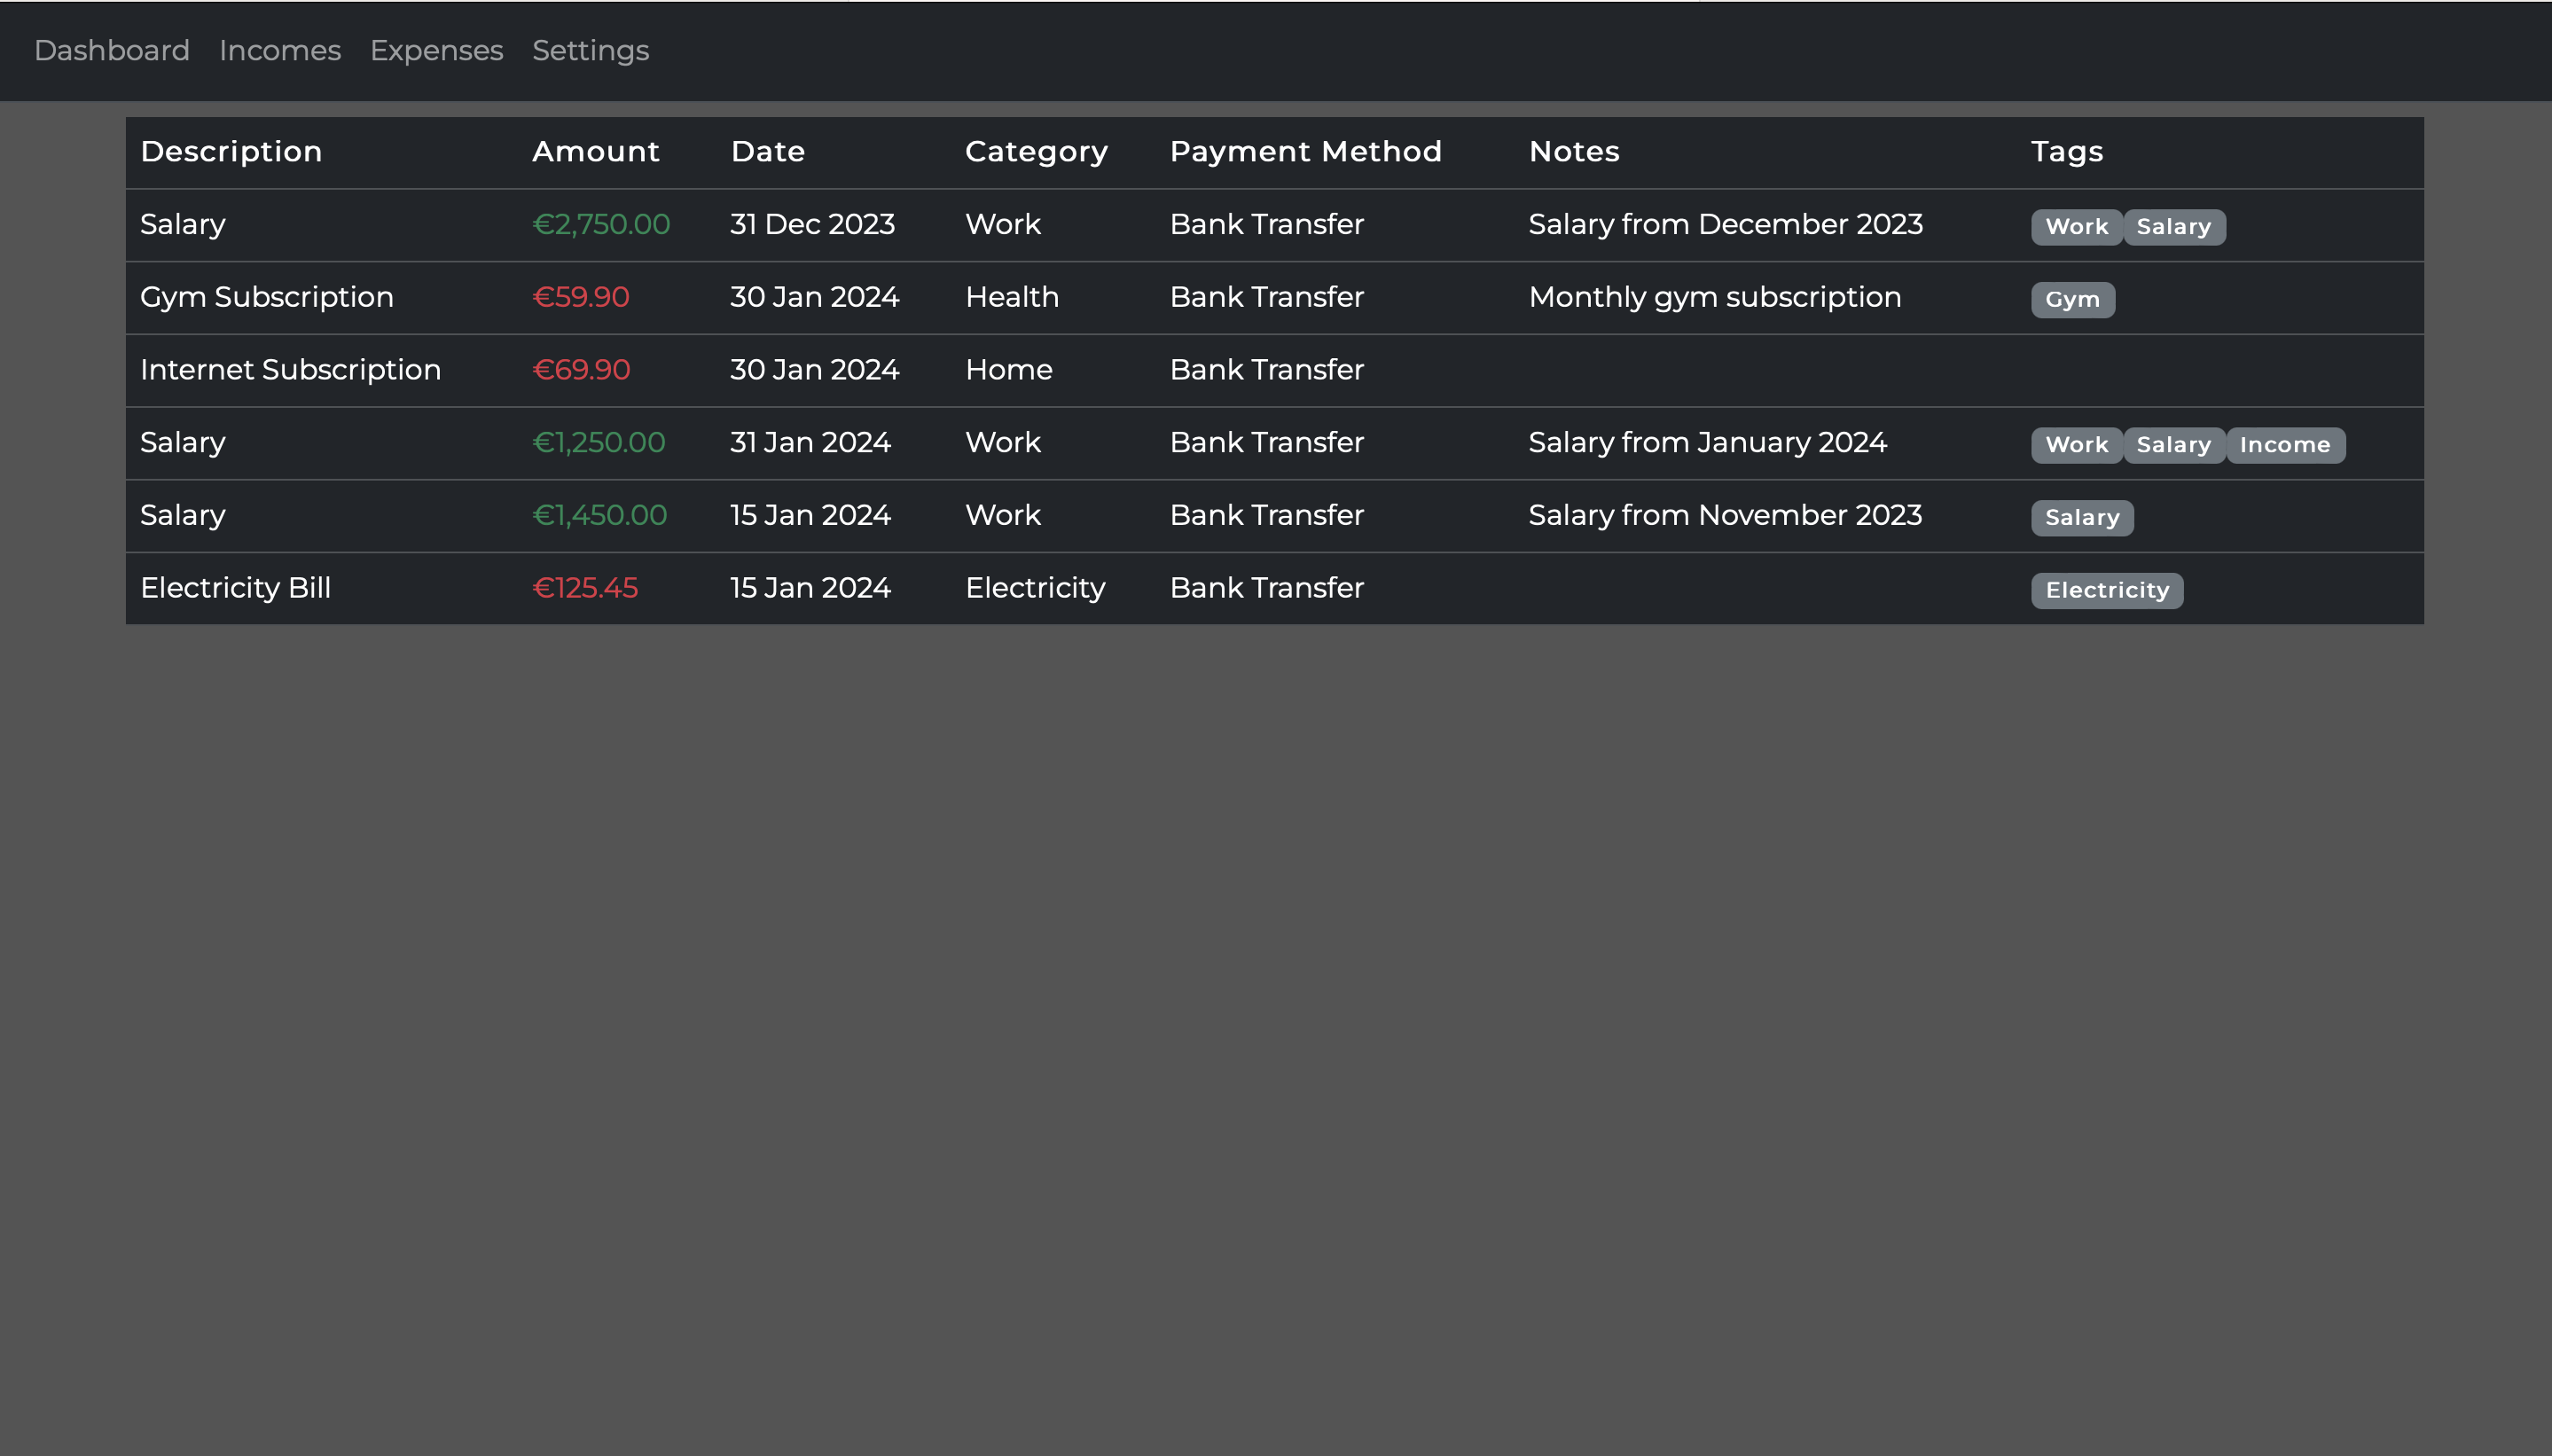 Dashboard Incomes Expenses Settings
Description Amount Date Category Payment Method Notes Tags
Salary €2,750.00 31 Dec 2023 Work Bank Transfer Salary from December 2023 Work Salary
Gym Subscription €59.90 30 Jan 2024 Health Bank Transfer Monthly gym subscription Gym
Internet Subscription €69.90 30 Jan 2024 Home Bank Transfer
Salary €1,250.00 31 Jan 2024 Work Bank Transfer Salary from January 2024 Work Salary Income
Salary €1,450.00 15 Jan 2024 Work Bank Transfer Salary from November 2023 Salary
Electricity Bill €125.45 15 Jan 2024 Electricity Bank Transfer Electricity